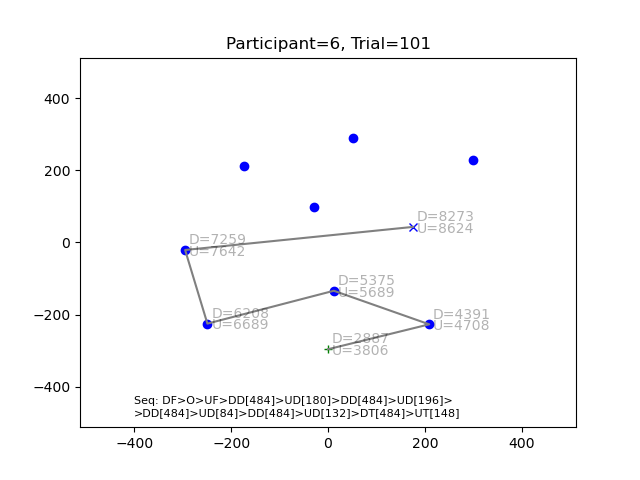 Participant=6, Trial=101
400
200
0
−200
−400
D=8273
U=8624
D=7259
U=7642
D=5375
U=5689
D=6208
U=6689
D=4391
U=4708
D=2887
U=3806
Seq: DF>O>UF>DD[484]>UD[180]>DD[484]>UD[196]>
>DD[484]>UD[84]>DD[484]>UD[132]>DT[484]>UT[148]
−400 −200 0 200 400